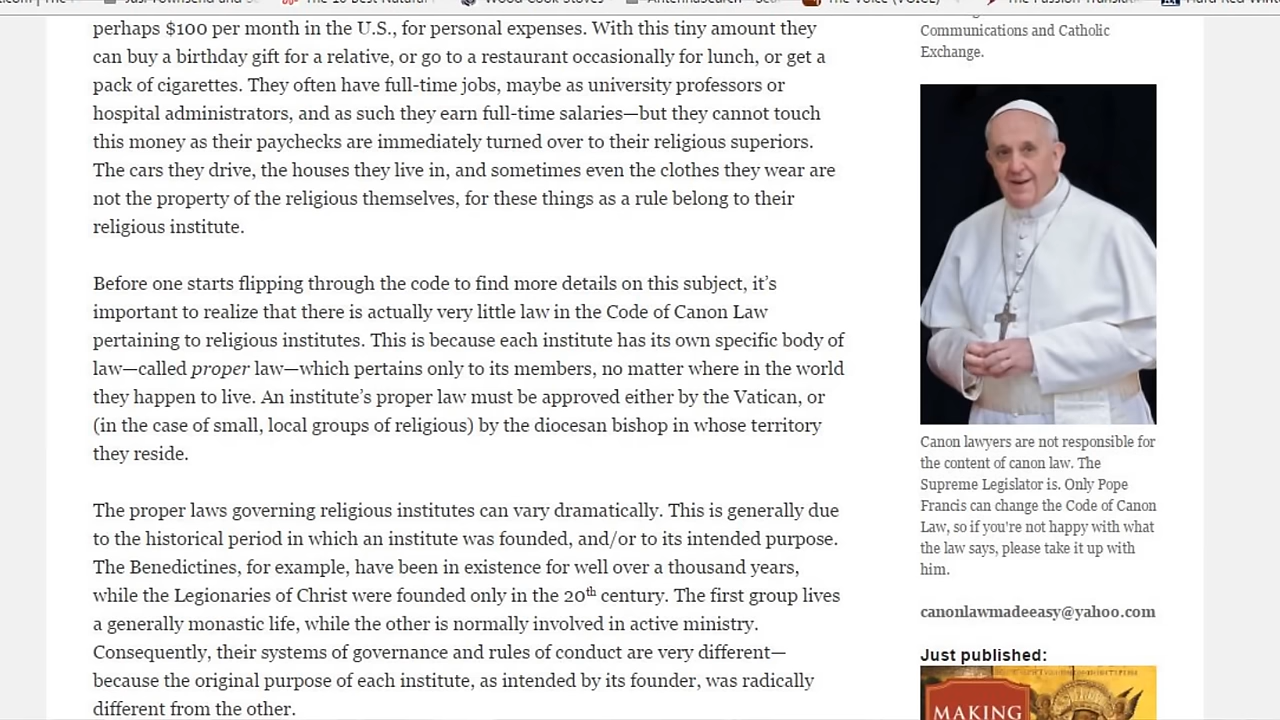 perhaps $100 per month in the U.S., for personal expenses. With this tiny amount they
can buy a birthday gift for a relative, or go to a restaurant occasionally for lunch, or get a
pack of cigarettes. They often have full-time jobs, maybe as university professors or
hospital administrators, and as such they earn full-time salaries—but they cannot touch
this money as their paychecks are immediately turned over to their religious superiors.
The cars they drive, the houses they live in, and sometimes even the clothes they wear are
not the property of the religious themselves, for these things as a rule belong to their
religious institute.
Before one starts flipping through the code to find more details on this subject, it's
important to realize that there is actually very little law in the Code of Canon Law
pertaining to religious institutes. This is because each institute has its own specific body of
law—called proper law—which pertains only to its members, no matter where in the world
they happen to live. An institute's proper law must be approved either by the Vatican, or
(in the case of small, local groups of religious) by the diocesan bishop in whose territory
they reside.
The proper laws governing religious institutes can vary dramatically. This is generally due
to the historical period in which an institute was founded, and/or to its intended purpose.
The Benedictines, for example, have been in existence for well over a thousand years,
while the Legionaries of Christ were founded only in the 20th century. The first group lives
a generally monastic life, while the other is normally involved in active ministry.
Consequently, their systems of governance and rules of conduct are very different—
because the original purpose of each institute, as intended by its founder, was radically
different from the other.
Communications and Catholic
Exchange.
Canon lawyers are not responsible for
the content of canon law. The
Supreme Legislator is. Only Pope
Francis can change the Code of Canon
Law, so if you're not happy with what
the law says, please take it up with
him.
canonlawmadeeasy@yahoo.com
Just published:
MAKING